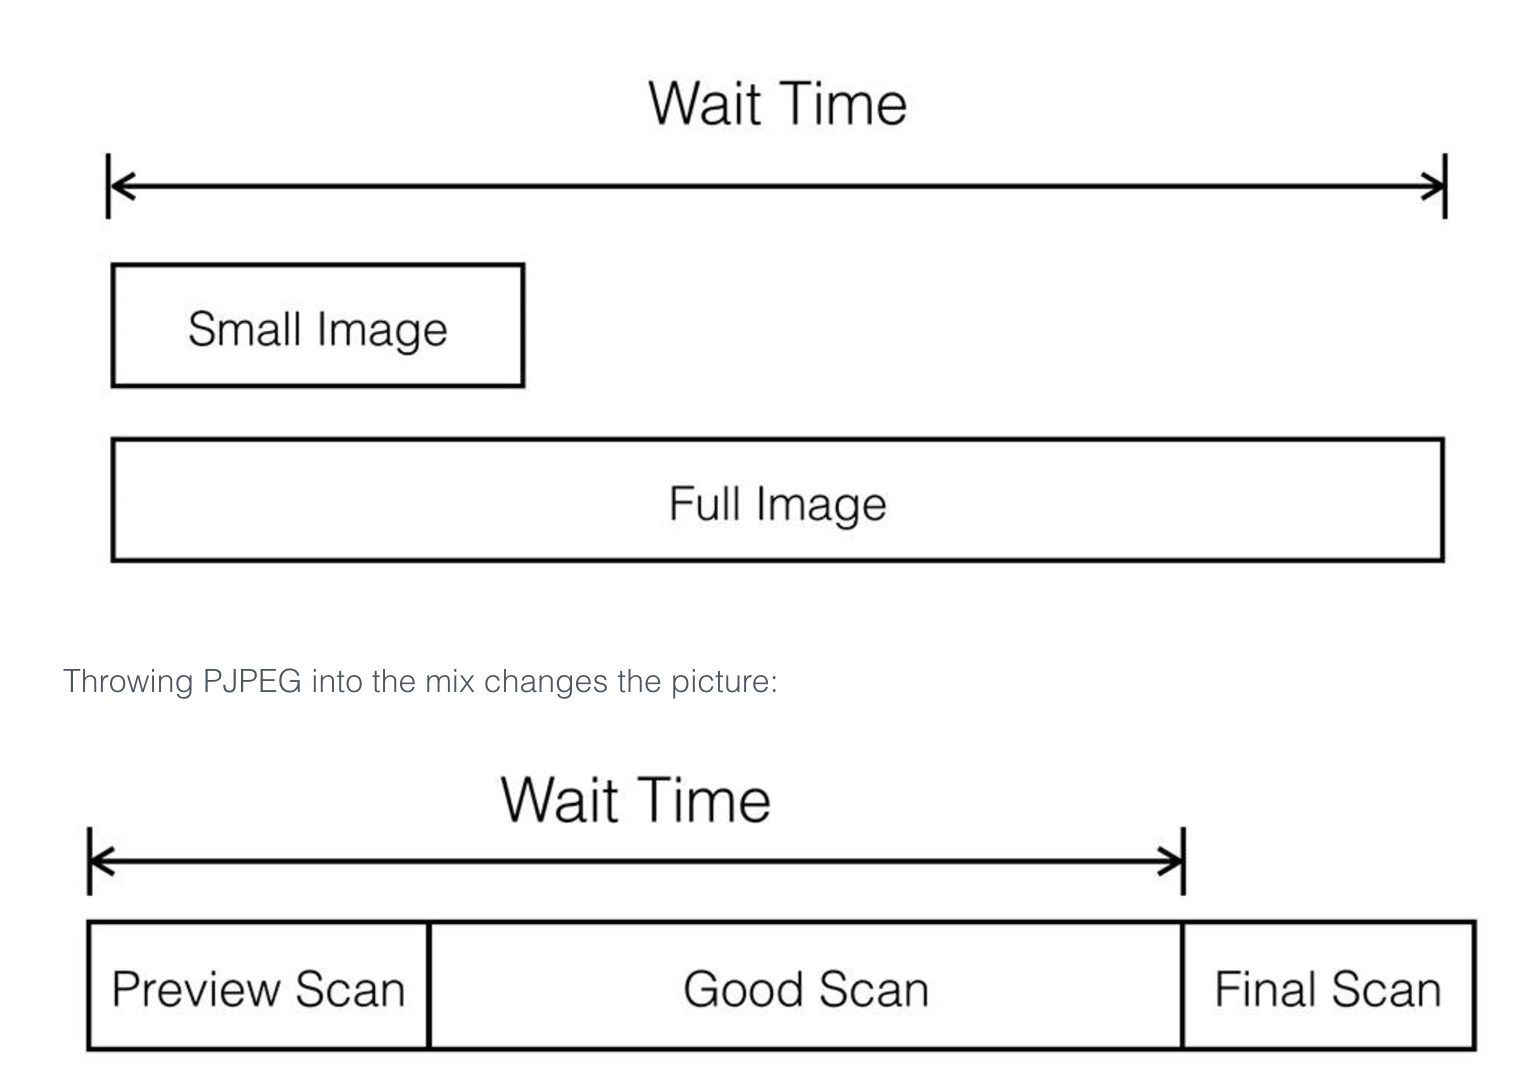 Wait Time
Small Image
Full Image
Throwing PJPEG into the mix changes the picture:
Wait Time
Preview Scan Good Scan Final Scan